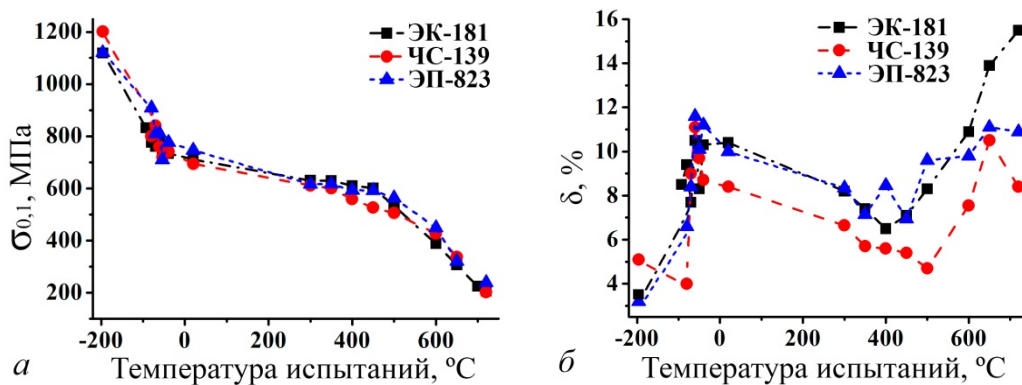 σ0,1, МПа
1200
1000
800
600
400
200
-200 0 200 400 600
Температура испытаний, ºС
ЭК-181
ЧС-139
ЭП-823
а
δ, %
16
14
12
10
8
6
4
-200 0 200 400 600
Температура испытаний, ºС
ЭК-181
ЧС-139
ЭП-823
б